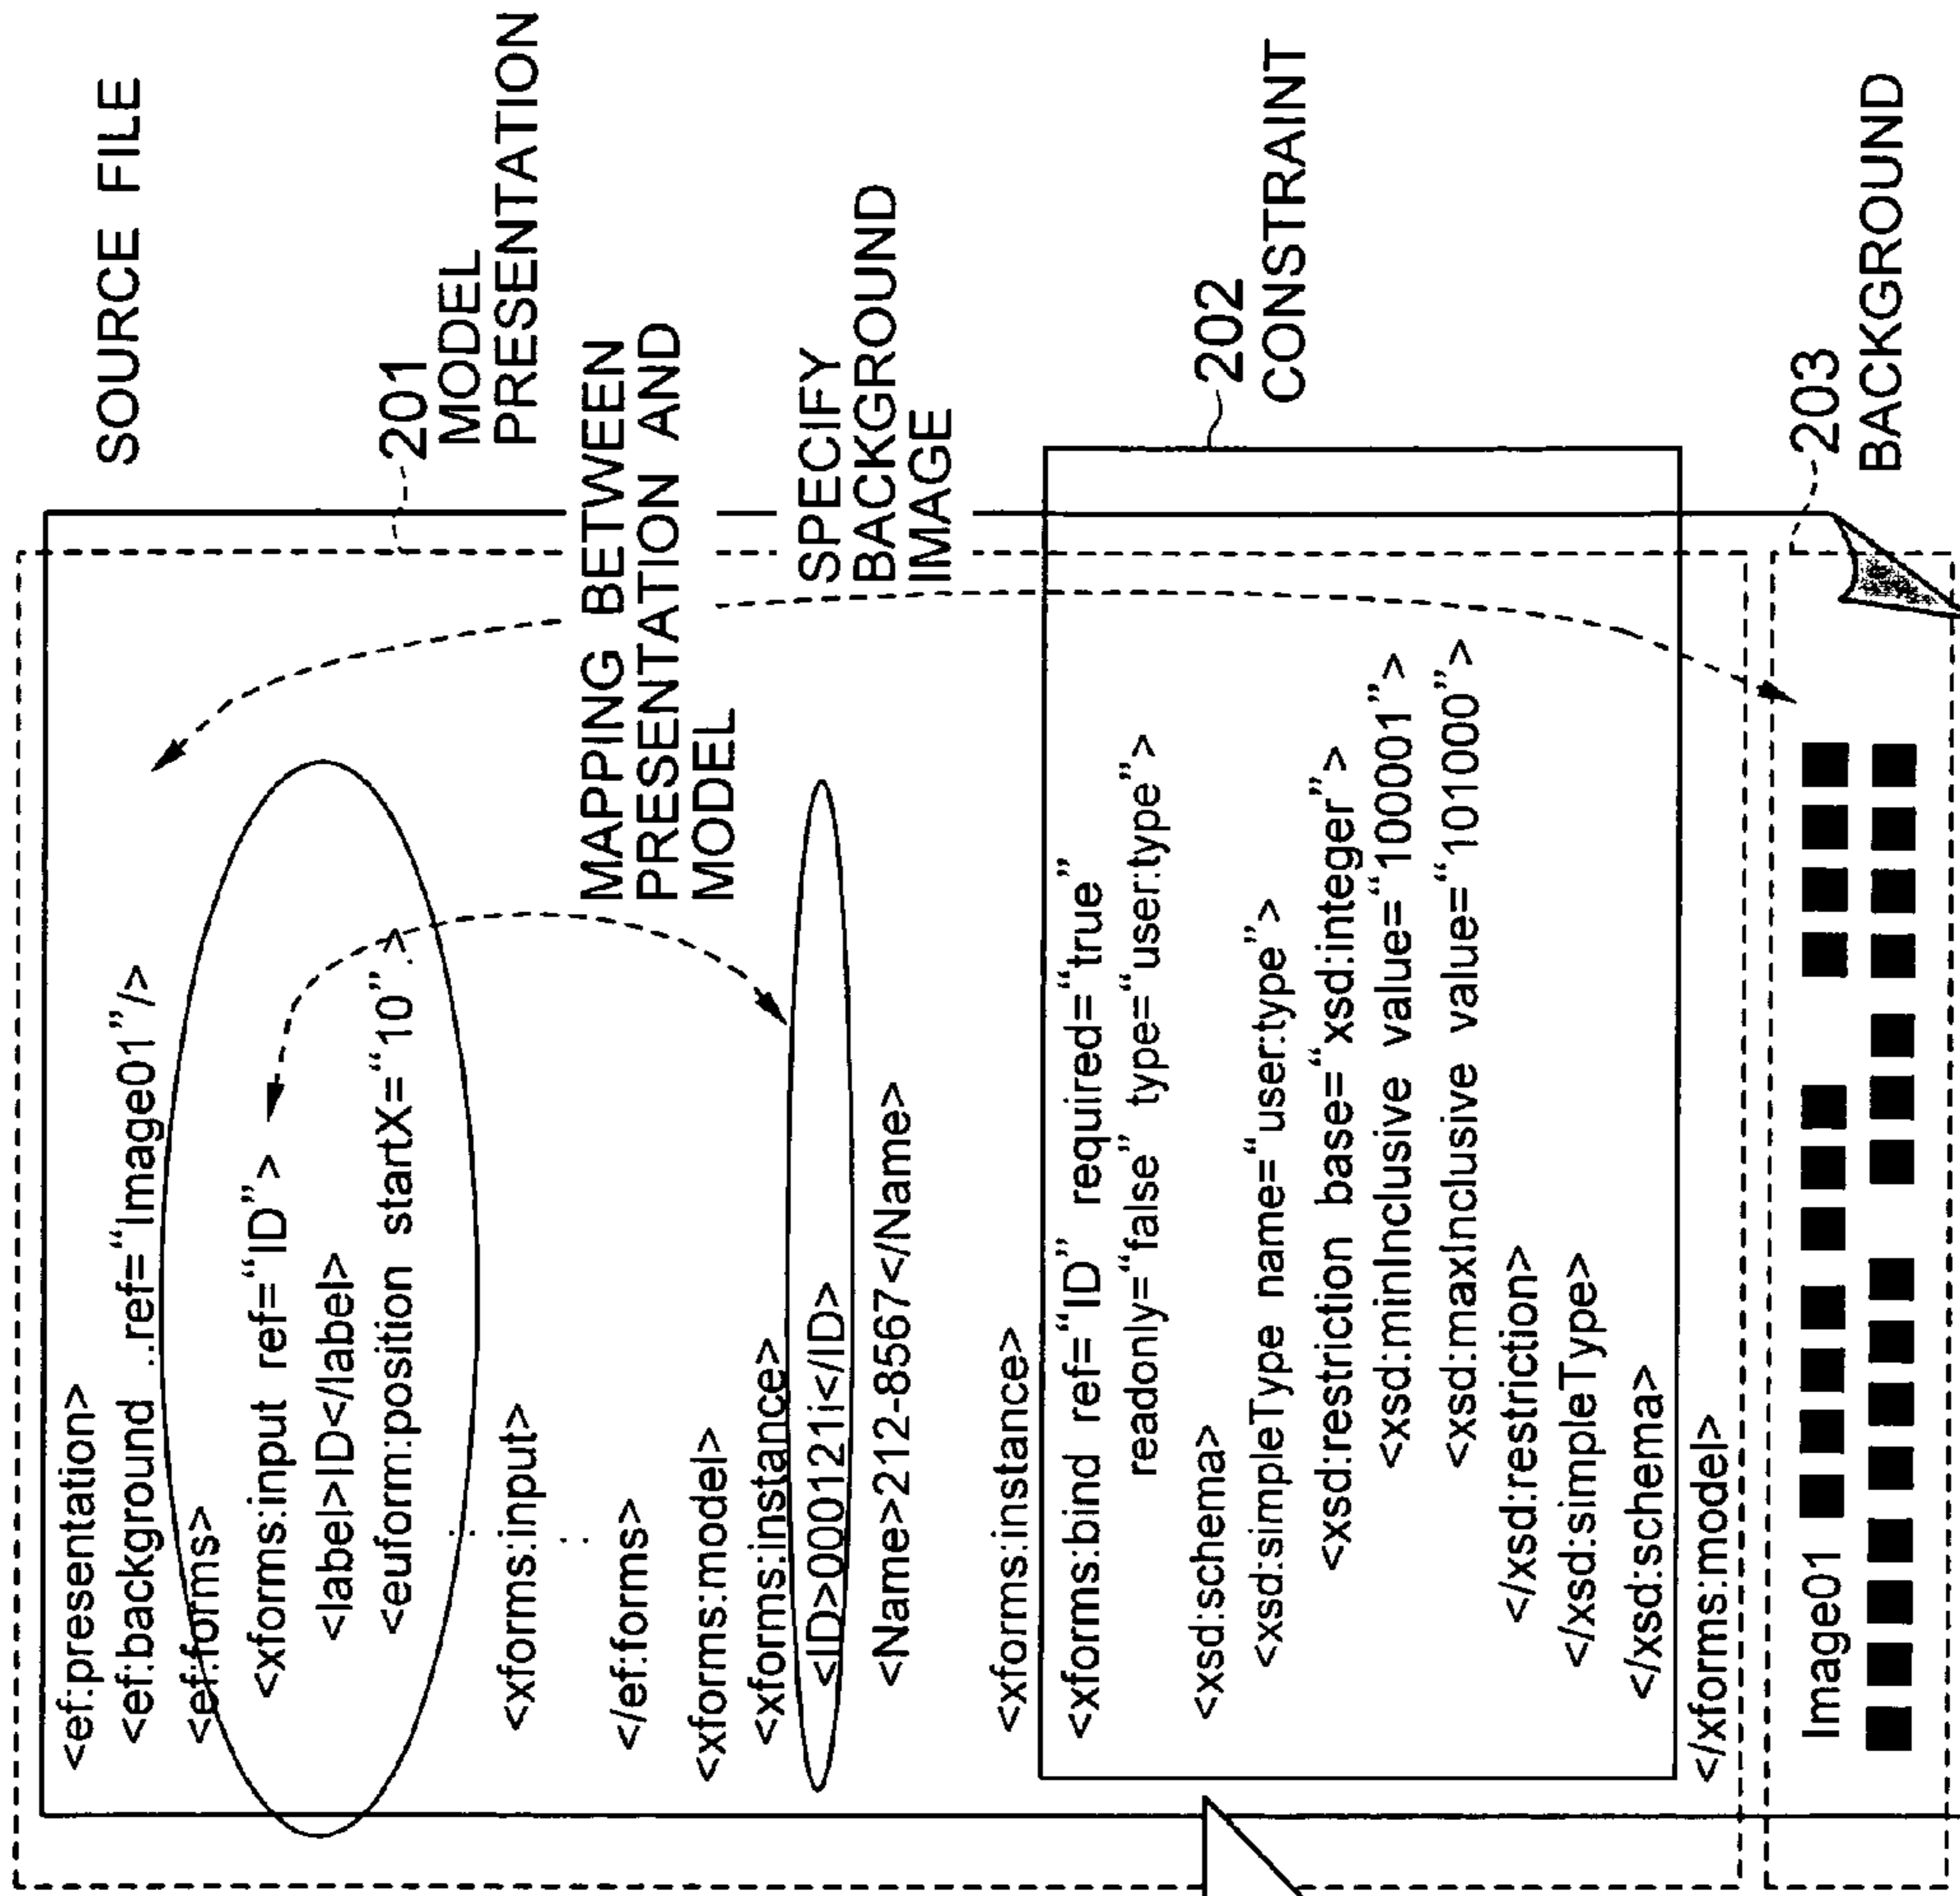 SOURCE FILE
201
MODEL
PRESENTATION
<ef:presentation>
<ef:background ..ref=“Image01”/>
<ef:forms>
<xforms:input ref=“ID”>
<label>ID</label>
<euform:position startX=“10”.>
<xforms:input>
</ef:forms>
MAPPING BETWEEN
PRESENTATION AND
MODEL
<xforms:model>
<xforms:instance>
<ID>000121i</ID>
<Name>212-8567</Name>
SPECIFY
BACKGROUND
IMAGE
<xforms:instance>
<xforms:bind ref=“ID” required=“true”
readonly=“false” type=“user:type”>
<xsd:schema>
<xsd:simpleType name=“user:type”>
<xsd:restriction base=“xsd:integer”>
<xsd:minInclusive value=“100001”>
<xsd:maxInclusive value=“101000”>
</xsd:restriction>
</xsd:simpleType>
</xsd:schema>
</xforms:model>
202
CONSTRAINT
Image01
203
BACKGROUND